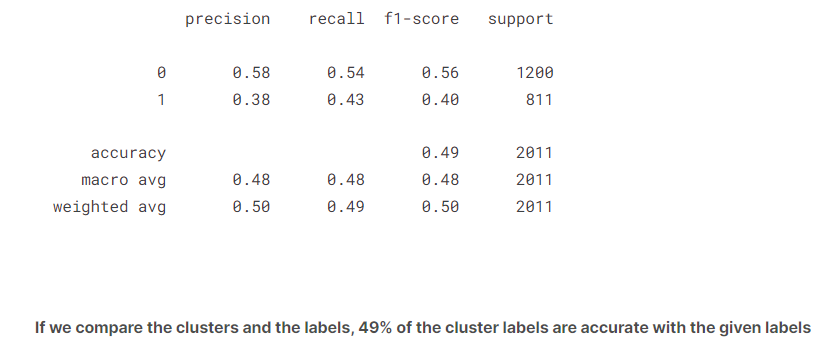 precision recall f1-score support
0 0.58 0.54 0.56 1200
1 0.38 0.43 0.40 811
accuracy 0.49 2011
macro avg 0.48 0.48 0.48 2011
weighted avg 0.50 0.49 0.50 2011
If we compare the clusters and the labels, 49% of the cluster labels are accurate with the given labels